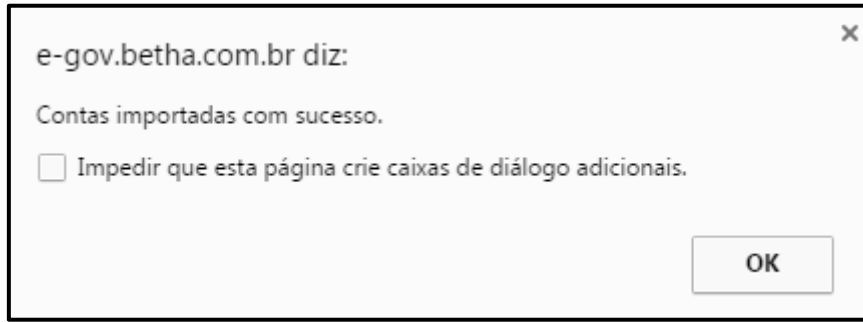 e-gov.betha.com.br diz:
Contas importadas com sucesso.
Impedir que esta página crie caixas de diálogo adicionais.
OK